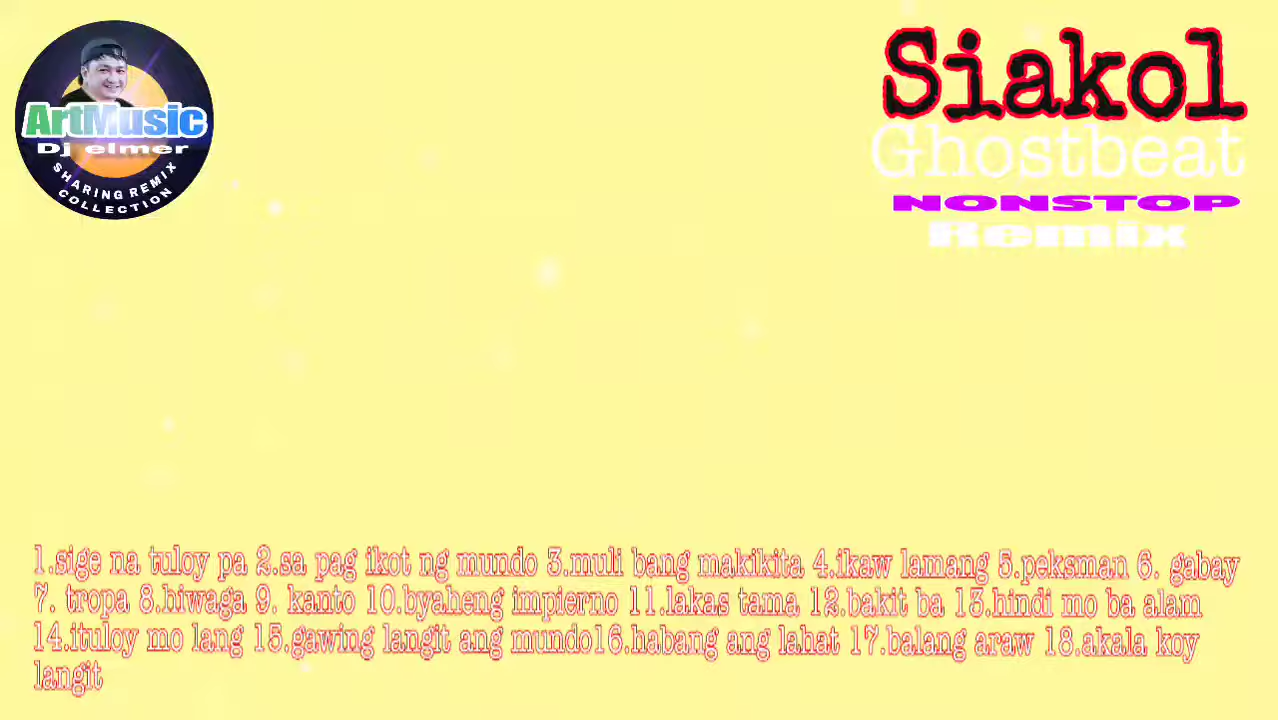 ArtMusic
Dj elmer
SHARING REMIX
COLLECTION
Siakol
Ghostbeat
NONSTOP
Remix
1.sige na tuloy pa 2.sa pag ikot ng mundo 3.muli bang makikita 4.ikaw lamang 5.peksman 6. gabay
7. tropa 8.hiwaga 9. kanto 10.byaheng impierno 11.lakas tama 12.bakit ba 13.hindi mo ba alam
14.ituloy mo lang 15.gawing langit ang mundo16.habang ang lahat 17.balang araw 18.akala koy
langit